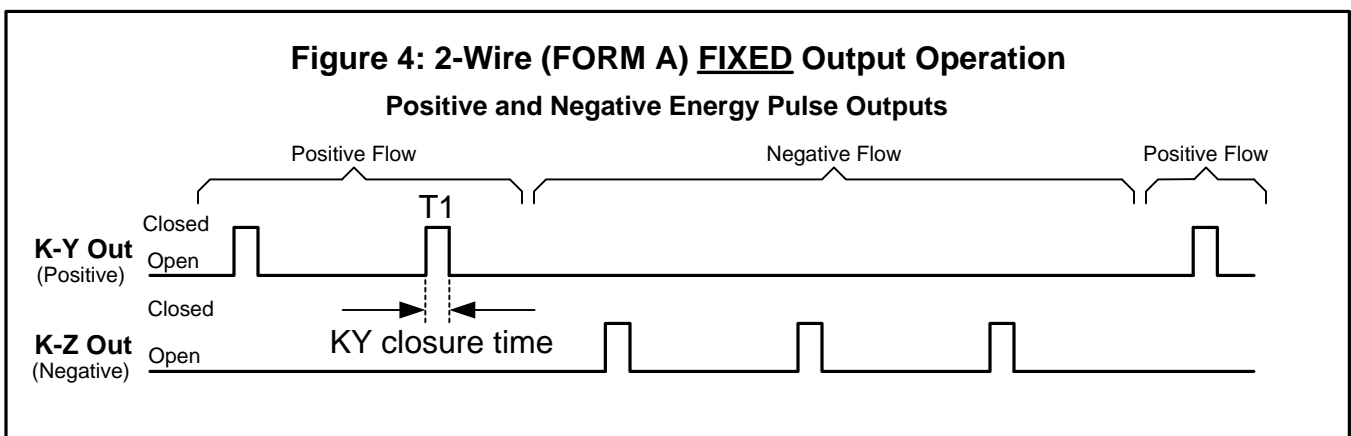 Figure 4: 2-Wire (FORM A) FIXED Output Operation
Positive and Negative Energy Pulse Outputs
Positive Flow
Negative Flow
Positive Flow
T1
Closed
K-Y Out
Open
(Positive)
Closed
KY closure time
K-Z Out
Open
(Negative)